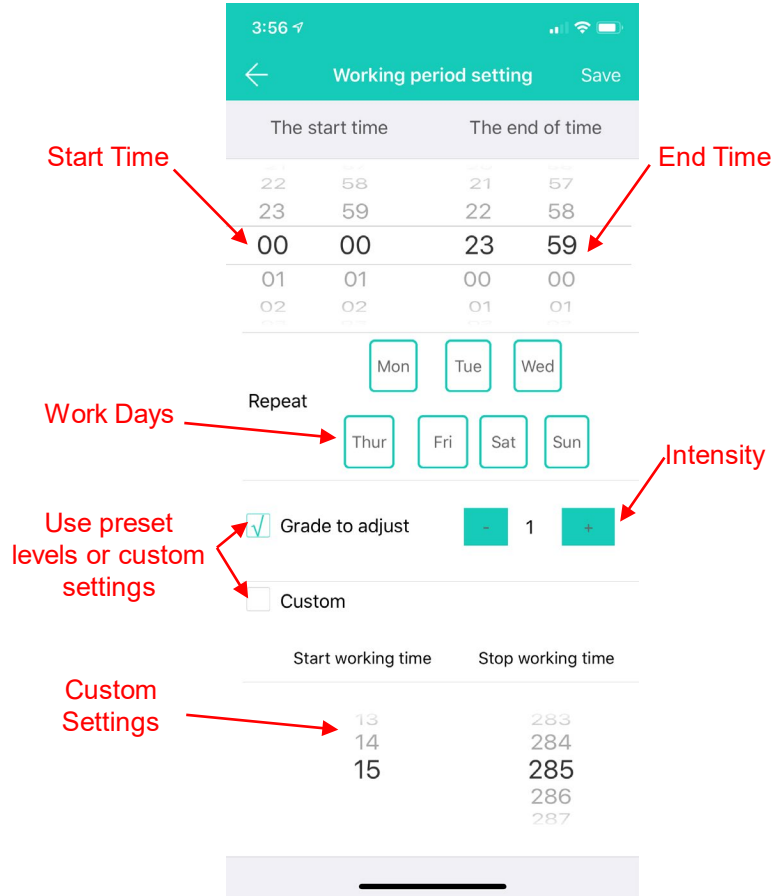 3:56
Working period setting Save
The start time The end of time
Start Time
End Time
22 58 21 57
23 59 22 58
00 00 23 59
01 01 00 00
02 02 01 01
Mon Tue Wed
Repeat
Work Days
Thur Fri Sat Sun
Intensity
Use preset
levels or custom
settings
√ Grade to adjust - 1 +
Custom
Start working time Stop working time
Custom
Settings
13 283
14 284
15 285
286
287